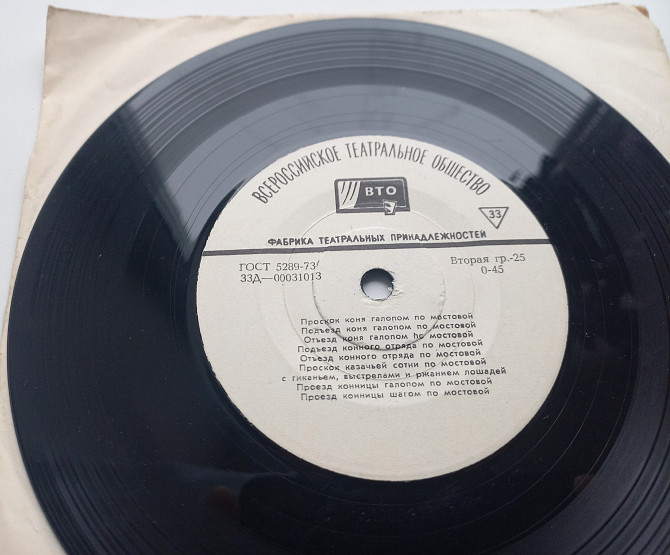 ВСЕРОССИЙСКОЕ ТЕАТРАЛЬНОЕ ОБЩЕСТВО
ВТО
33
ФАБРИКА ТЕАТРАЛЬНЫХ ПРИНАДЛЕЖНОСТЕЙ
ГОСТ 5289-73/
33Д—00031013
Вторая гр.-25
0-45
Проскок коня галопом по мостовой
Подъезд коня галопом по мостовой
Отъезд коня галопом по мостовой
Подъезд конного отряда по мостовой
Отъезд конного отряда по мостовой
Проскок казачьей сотни по мостовой
с гиканьем, выстрелами и ржанием лошадей
Проезд конницы галопом по мостовой
Проезд конницы шагом по мостовой